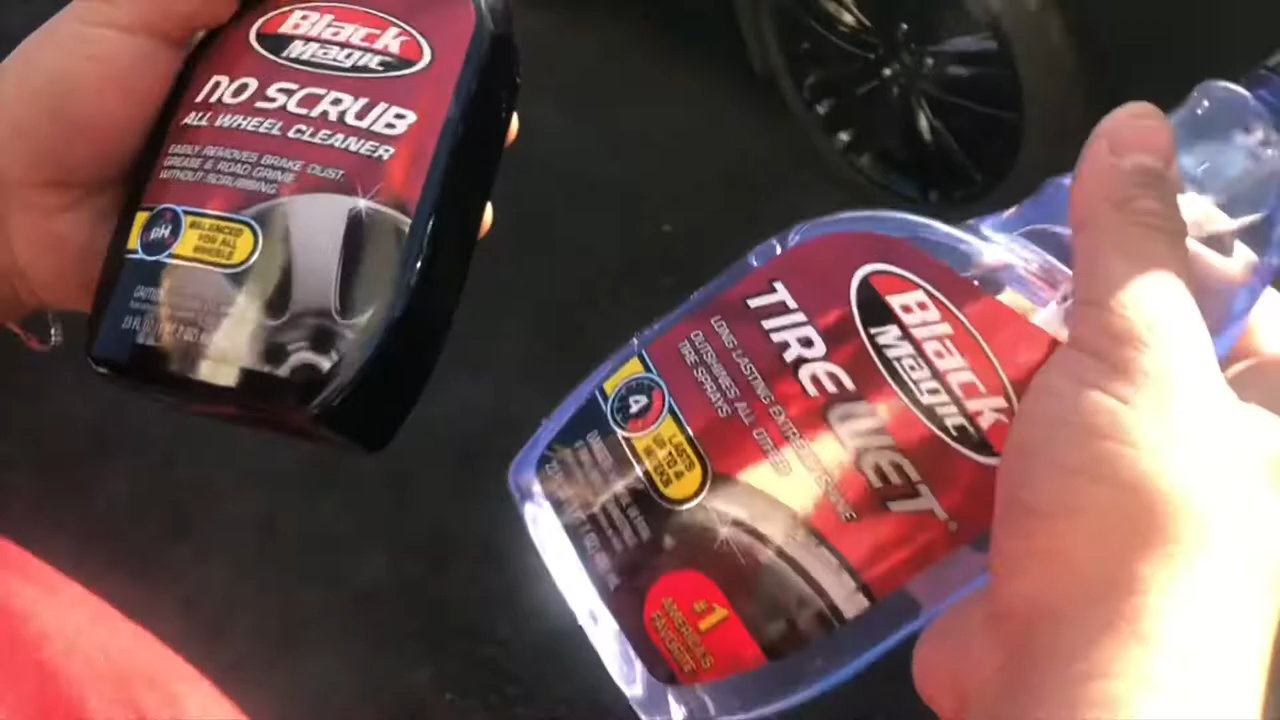 Black
Magic
NO SCRUB
ALL WHEEL CLEANER
EASILY REMOVES BRAKE DUST,
GREASE & ROAD GRIME
WITHOUT SCRUBBING
pH
BALANCED
FOR ALL
WHEELS
Black
Magic
TIRE WET
LONG LASTING EXTREME SHINE
OUTSHINES ALL OTHER
TIRE SPRAYS
4
LASTS
UP TO 4
WEEKS
#1
AMERICA'S
FAVORITE